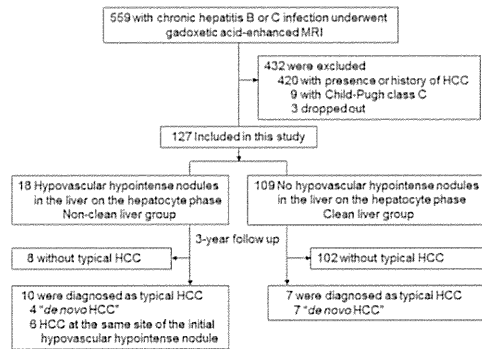 559 with chronic hepatitis B or C infection underwent
gadoxetic acid-enhanced MRI
432 were excluded
420 with presence or history of HCC
9 with Child-Pugh class C
3 dropped out
127 Included in this study
18 Hypovascular hypointense nodules
in the liver on the hepatocyte phase
Non-clean liver group
109 No hypovascular hypointense nodules
in the liver on the hepatocyte phase
Clean liver group
3-year follow up
8 without typical HCC
102 without typical HCC
10 were diagnosed as typical HCC
4 "de novo HCC"
6 HCC at the same site of the initial
hypovascular hypointense nodule
7 were diagnosed as typical HCC
7 "de novo HCC"